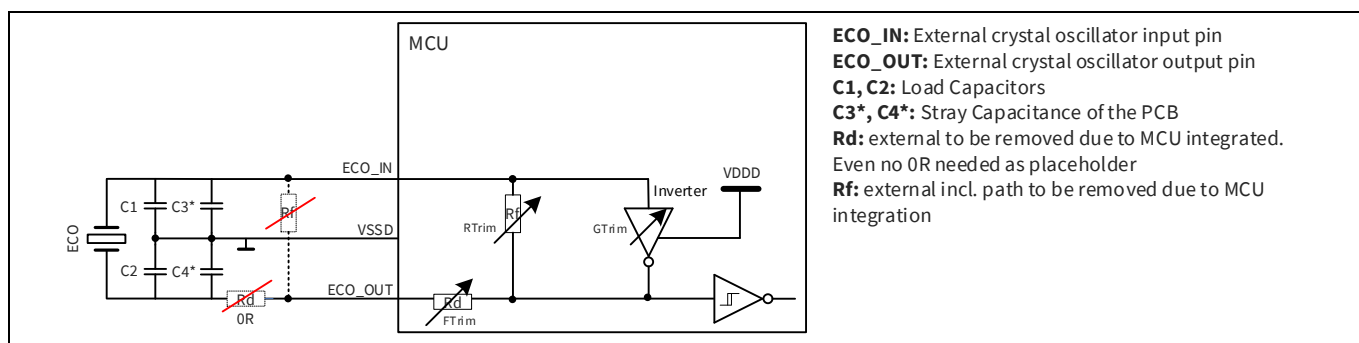 MCU
ECO_IN
ECO
C1
C3*
Rf
VSSD
C2
C4*
Rd
0R
ECO_OUT
Rf
RTrim
Rd
FTrim
Inverter
GTrim
VDDD
ECO_IN: External crystal oscillator input pin
ECO_OUT: External crystal oscillator output pin
C1, C2: Load Capacitors
C3*, C4*: Stray Capacitance of the PCB
Rd: external to be removed due to MCU integrated.
Even no 0R needed as placeholder
Rf: external incl. path to be removed due to MCU
integration